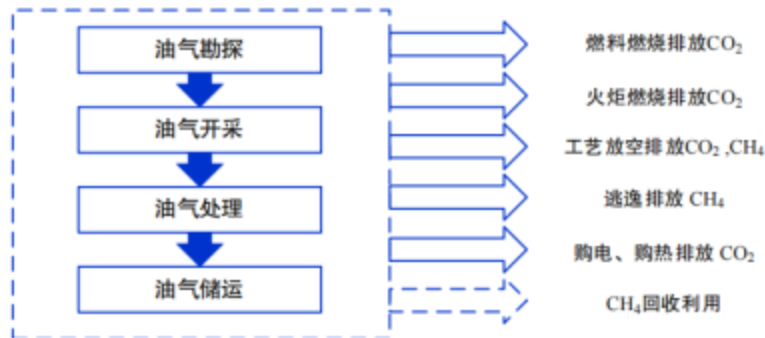 油气勘探
油气开采
油气处理
油气储运
燃料燃烧排放CO₂
火炬燃烧排放CO₂
工艺放空排放CO₂ ,CH₄
逃逸排放 CH₄
购电、购热排放 CO₂
CH₄回收利用